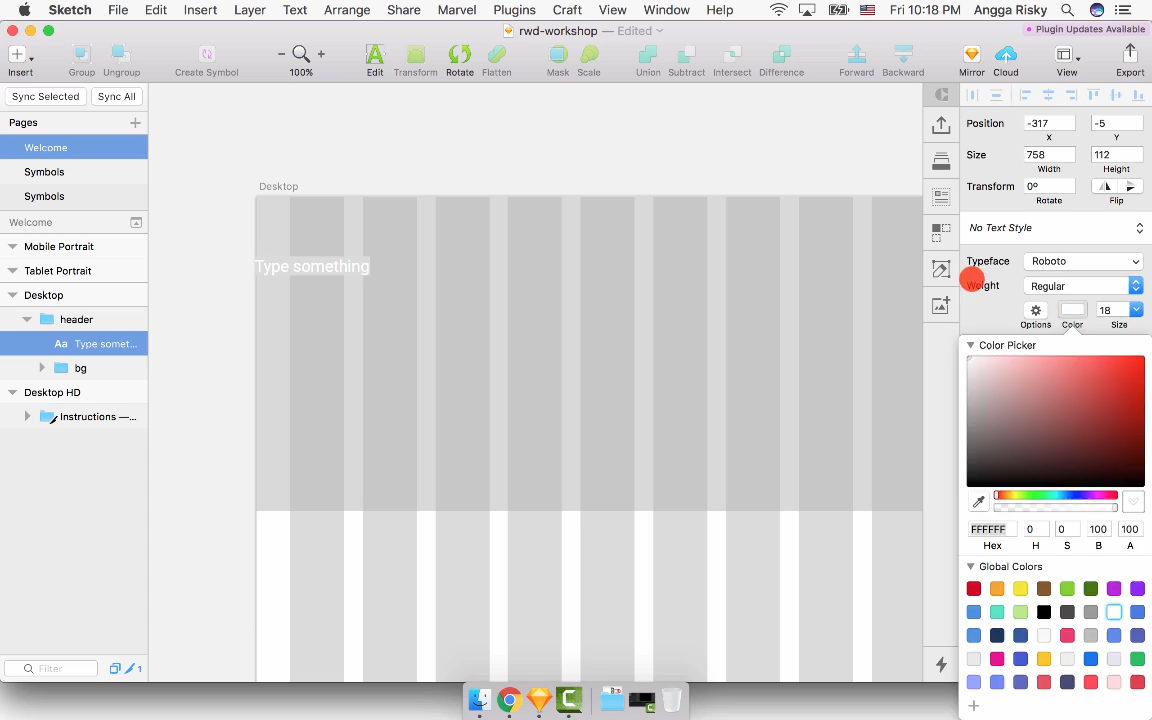 Sketch File Edit Insert Layer Text Arrange Share Marvel Plugins Craft View Window Help Fri 10:18 PM Angga Risky
rwd-workshop — Edited
Plugin Updates Available
Insert Group Ungroup Create Symbol 100% Edit Transform Rotate Flatten Mask Scale Union Subtract Intersect Difference Forward Backward Mirror Cloud View Export
Sync Selected Sync All
Pages
Welcome
Symbols
Symbols
Welcome
Mobile Portrait
Tablet Portrait
Desktop
header
Aa Type somet...
bg
Desktop HD
Instructions —...
Filter
1
Desktop
Type something
Position -317 -5
X Y
Size 758 112
Width Height
Transform 0º
Rotate Flip
No Text Style
Typeface Roboto
Weight Regular
18
Options Color Size
Color Picker
FFFFFF 0 0 100 100
Hex H S B A
Global Colors